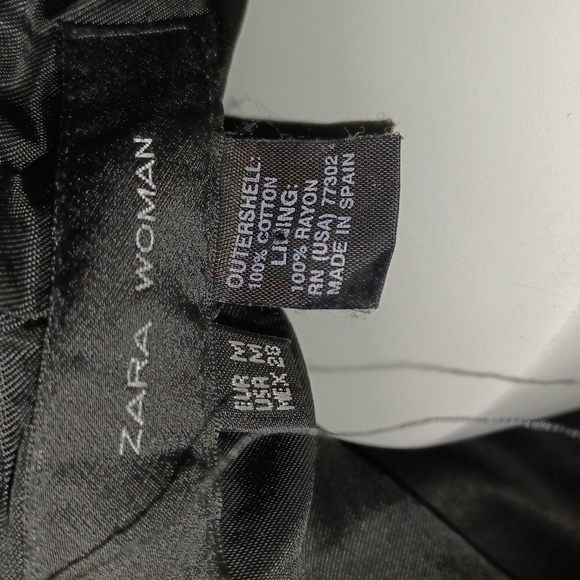 ZARA WOMAN
OUTERSHELL:
100% COTTON
LINING:
100% RAYON
RN (USA) 77302
MADE IN SPAIN
EUR M
USA M
MEX 28